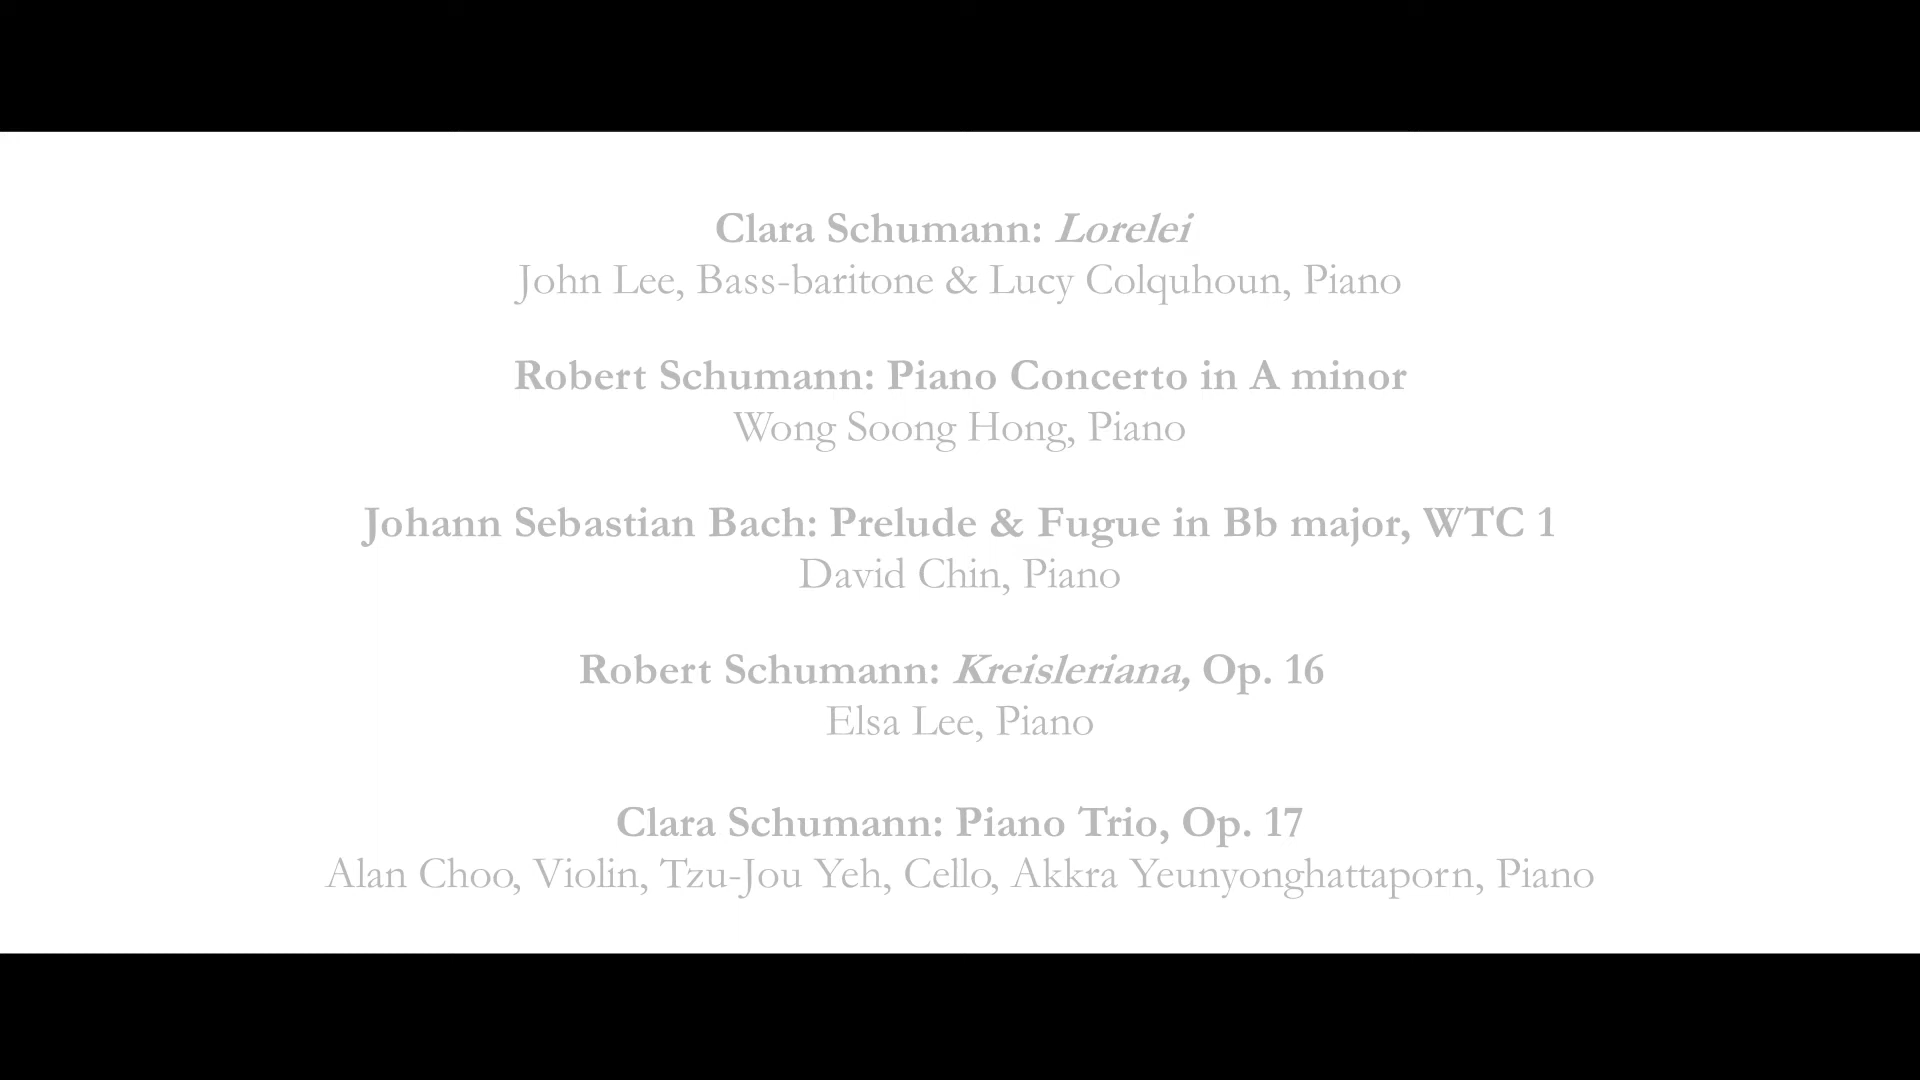 Clara Schumann: Lorelei
John Lee, Bass-baritone & Lucy Colquhoun, Piano
Robert Schumann: Piano Concerto in A minor
Wong Soong Hong, Piano
Johann Sebastian Bach: Prelude & Fugue in Bb major, WTC 1
David Chin, Piano
Robert Schumann: Kreisleriana, Op. 16
Elsa Lee, Piano
Clara Schumann: Piano Trio, Op. 17
Alan Choo, Violin, Tzu-Jou Yeh, Cello, Akkra Yeunyonghattaporn, Piano